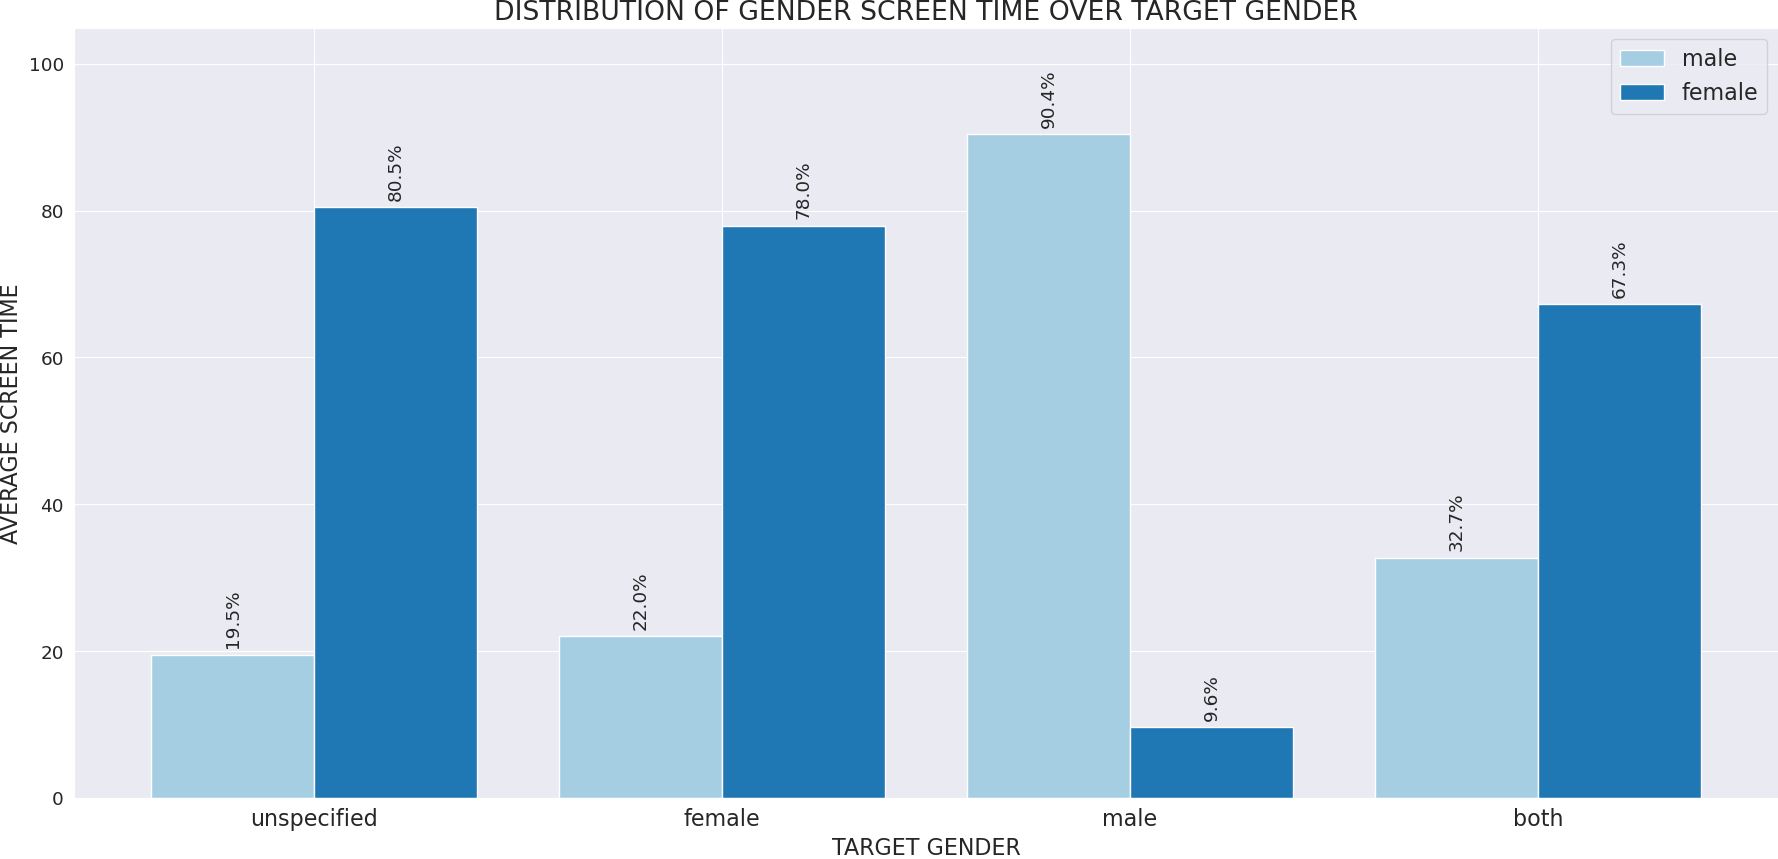 DISTRIBUTION OF GENDER SCREEN TIME OVER TARGET GENDER
male
female
100
80
60
40
20
0
AVERAGE SCREEN TIME
19.5%
80.5%
22.0%
78.0%
90.4%
9.6%
32.7%
67.3%
unspecified
female
male
both
TARGET GENDER